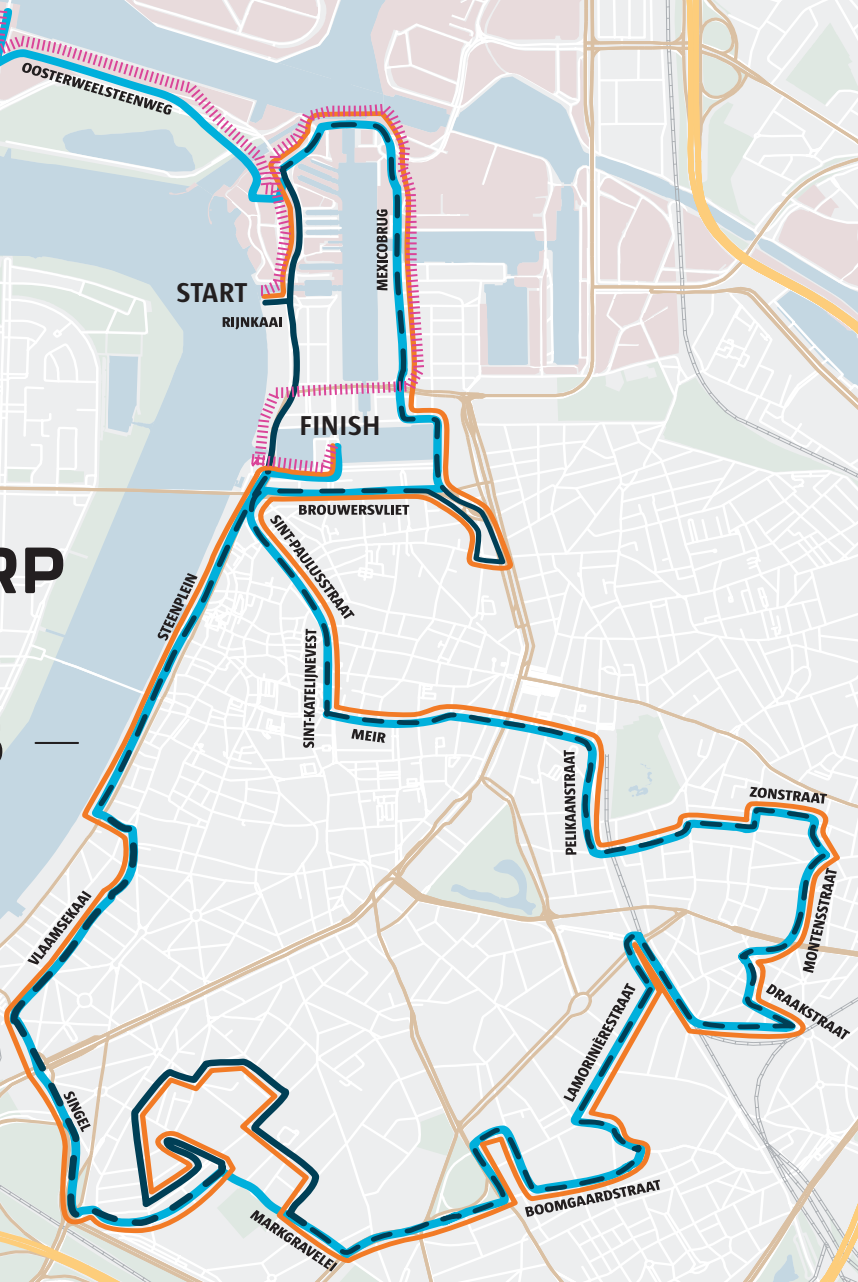 OOSTERWEELSTEENWEG
MEXICOBRUG
START
RIJNKAAI
FINISH
BROUWERSVLIET
SINT-PAULUSSTRAAT
RP
STEENPLEIN
SINT-KATELIJNEVEST
MEIR
PELIKAANSTRAAT
ZONSTRAAT
MONTENSSTRAAT
VLAAMSEKAAI
DRAAKSTRAAT
LAMORINIÈRESTRAAT
SINGEL
BOOMGAARDSTRAAT
MARKGRAVELEI